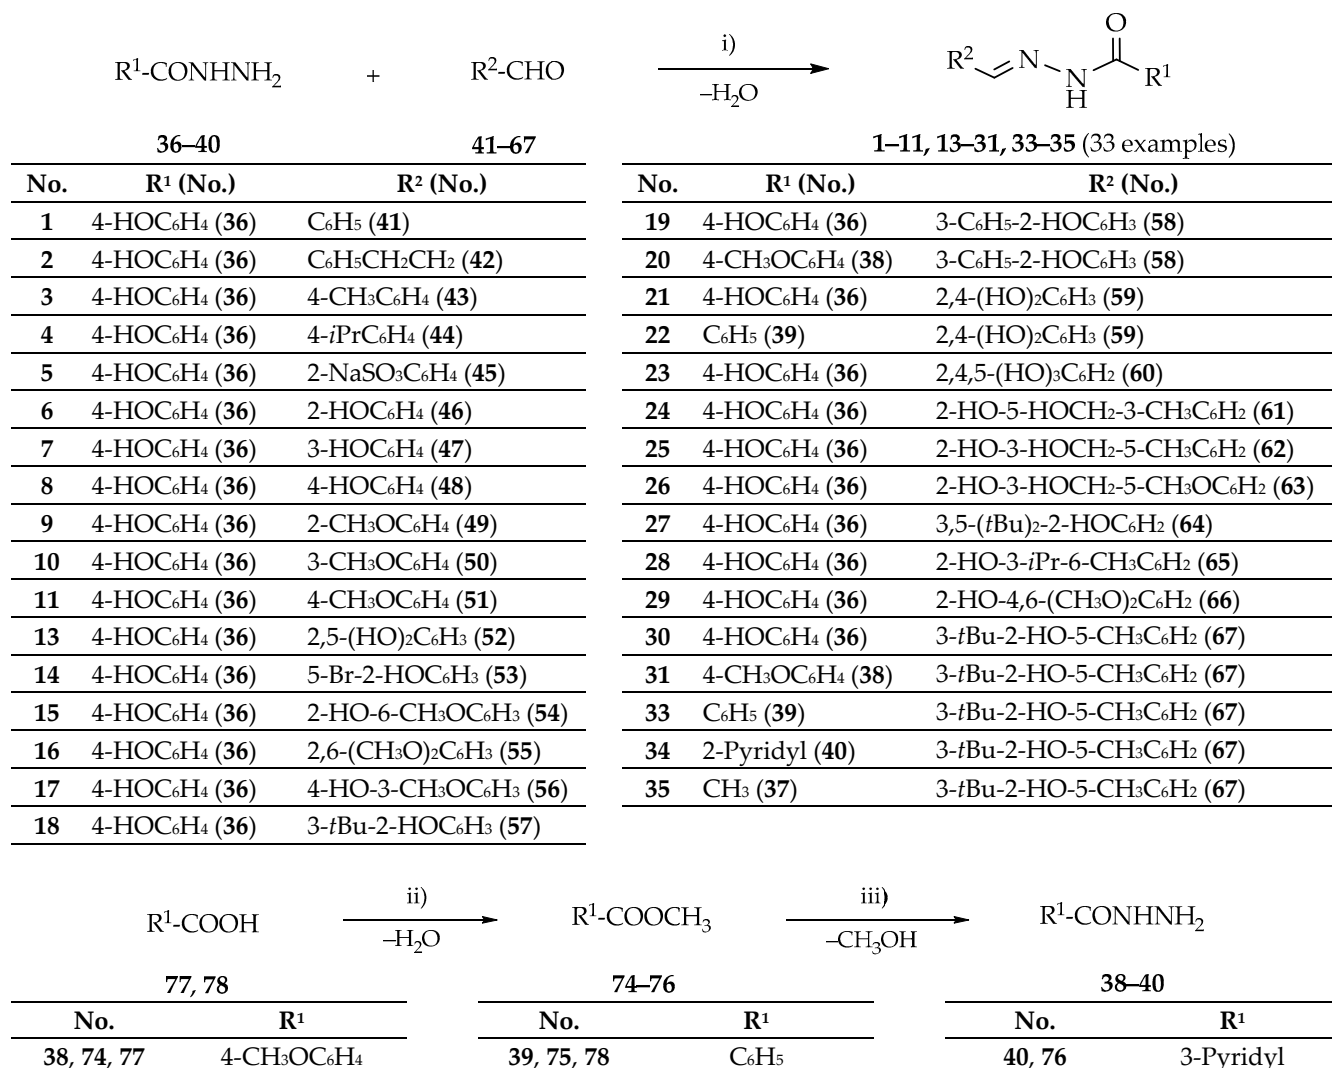 R¹-CONHNH₂ + R²-CHO i) –H₂O R² N N H O R¹
36–40 41–67 1–11, 13–31, 33–35 (33 examples)
No. R¹ (No.) R² (No.) No. R¹ (No.) R² (No.)
1 4-HOC₆H₄ (36) C₆H₅ (41) 19 4-HOC₆H₄ (36) 3-C₆H₅-2-HOC₆H₃ (58)
2 4-HOC₆H₄ (36) C₆H₅CH₂CH₂ (42) 20 4-CH₃OC₆H₄ (38) 3-C₆H₅-2-HOC₆H₃ (58)
3 4-HOC₆H₄ (36) 4-CH₃C₆H₄ (43) 21 4-HOC₆H₄ (36) 2,4-(HO)₂C₆H₃ (59)
4 4-HOC₆H₄ (36) 4-iPrC₆H₄ (44) 22 C₆H₅ (39) 2,4-(HO)₂C₆H₃ (59)
5 4-HOC₆H₄ (36) 2-NaSO₃C₆H₄ (45) 23 4-HOC₆H₄ (36) 2,4,5-(HO)₃C₆H₂ (60)
6 4-HOC₆H₄ (36) 2-HOC₆H₄ (46) 24 4-HOC₆H₄ (36) 2-HO-5-HOCH₂-3-CH₃C₆H₂ (61)
7 4-HOC₆H₄ (36) 3-HOC₆H₄ (47) 25 4-HOC₆H₄ (36) 2-HO-3-HOCH₂-5-CH₃C₆H₂ (62)
8 4-HOC₆H₄ (36) 4-HOC₆H₄ (48) 26 4-HOC₆H₄ (36) 2-HO-3-HOCH₂-5-CH₃OC₆H₂ (63)
9 4-HOC₆H₄ (36) 2-CH₃OC₆H₄ (49) 27 4-HOC₆H₄ (36) 3,5-(tBu)₂-2-HOC₆H₂ (64)
10 4-HOC₆H₄ (36) 3-CH₃OC₆H₄ (50) 28 4-HOC₆H₄ (36) 2-HO-3-iPr-6-CH₃C₆H₂ (65)
11 4-HOC₆H₄ (36) 4-CH₃OC₆H₄ (51) 29 4-HOC₆H₄ (36) 2-HO-4,6-(CH₃O)₂C₆H₂ (66)
13 4-HOC₆H₄ (36) 2,5-(HO)₂C₆H₃ (52) 30 4-HOC₆H₄ (36) 3-tBu-2-HO-5-CH₃C₆H₂ (67)
14 4-HOC₆H₄ (36) 5-Br-2-HOC₆H₃ (53) 31 4-CH₃OC₆H₄ (38) 3-tBu-2-HO-5-CH₃C₆H₂ (67)
15 4-HOC₆H₄ (36) 2-HO-6-CH₃OC₆H₃ (54) 33 C₆H₅ (39) 3-tBu-2-HO-5-CH₃C₆H₂ (67)
16 4-HOC₆H₄ (36) 2,6-(CH₃O)₂C₆H₃ (55) 34 2-Pyridyl (40) 3-tBu-2-HO-5-CH₃C₆H₂ (67)
17 4-HOC₆H₄ (36) 4-HO-3-CH₃OC₆H₃ (56) 35 CH₃ (37) 3-tBu-2-HO-5-CH₃C₆H₂ (67)
18 4-HOC₆H₄ (36) 3-tBu-2-HOC₆H₃ (57)
R¹-COOH ii) –H₂O R¹-COOCH₃ iii) –CH₃OH R¹-CONHNH₂
77, 78 74–76 38–40
No. R¹ No. R¹ No. R¹
38, 74, 77 4-CH₃OC₆H₄ 39, 75, 78 C₆H₅ 40, 76 3-Pyridyl